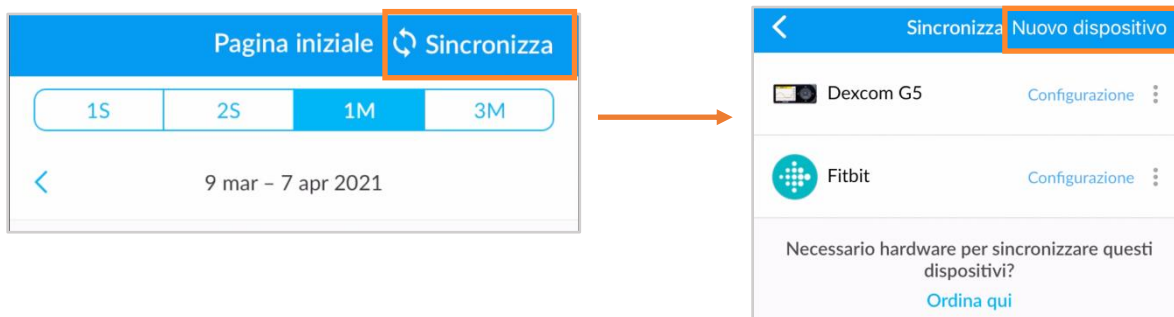 Pagina iniziale Sincronizza
1S 2S 1M 3M
9 mar – 7 apr 2021
Sincronizza Nuovo dispositivo
Dexcom G5 Configurazione
Fitbit Configurazione
Necessario hardware per sincronizzare questi
dispositivi?
Ordina qui